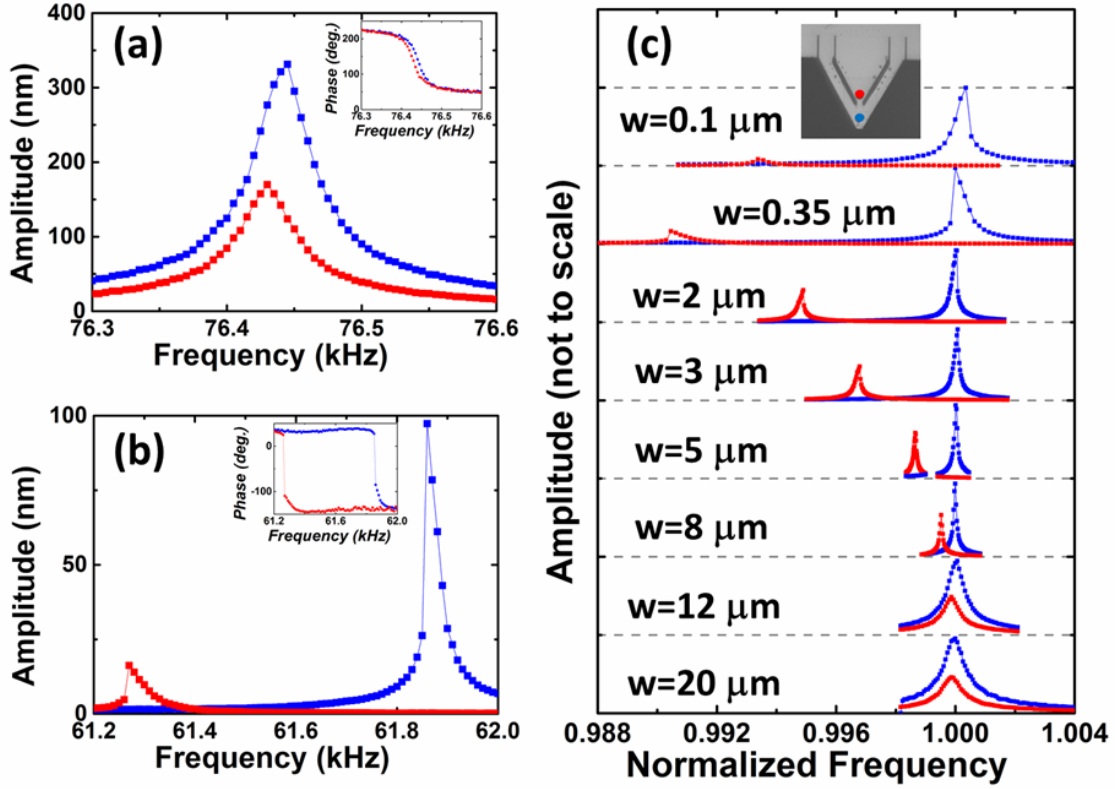 (a)
Amplitude (nm)
400
300
200
100
0
76.3
76.4
76.5
76.6
Frequency (kHz)
Phase (deg.)
200
100
0
76.3
76.4
76.5
76.6
Frequency (kHz)
(b)
Amplitude (nm)
100
50
0
61.2
61.4
61.6
61.8
62.0
Frequency (kHz)
Phase (deg.)
0
-100
61.2
61.6
62.0
Frequency (kHz)
(c)
Amplitude (not to scale)
w=0.1 μm
w=0.35 μm
w=2 μm
w=3 μm
w=5 μm
w=8 μm
w=12 μm
w=20 μm
0.988
0.992
0.996
1.000
1.004
Normalized Frequency